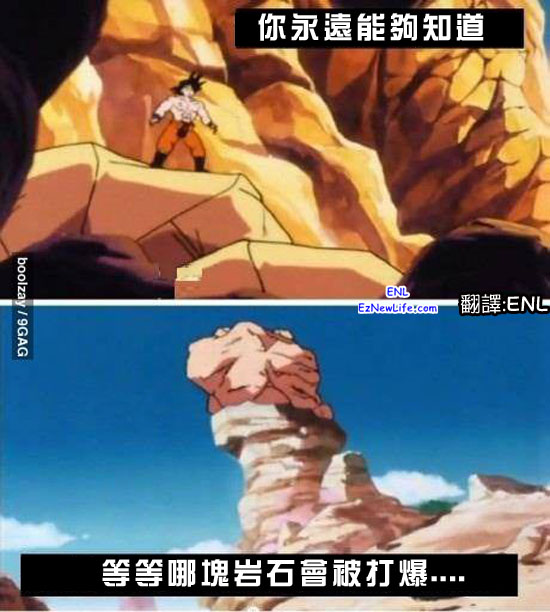 你永遠能夠知道
boolzay / 9GAG
ENL
EzNewLife.com
翻譯:ENL
等等哪塊岩石會被打爆....